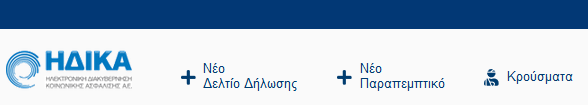 ΗΔΙΚΑ
ΗΛΕΚΤΡΟΝΙΚΗ ΔΙΑΚΥΒΕΡΝΗΣΗ
ΚΟΙΝΩΝΙΚΗΣ ΑΣΦΑΛΙΣΗΣ Α.Ε.
Νέο
Δελτίο Δήλωσης
Νέο
Παραπεμπτικό
Κρούσματα